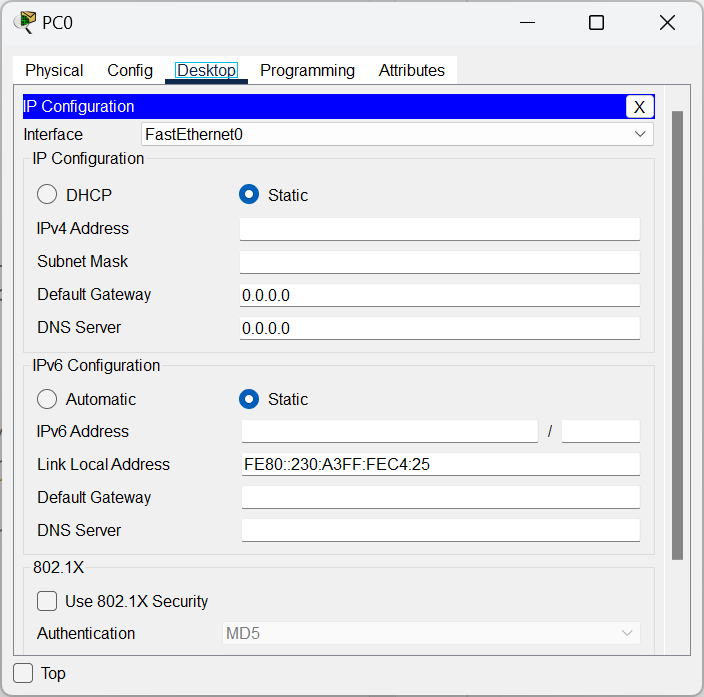 PC0
Physical Config Desktop Programming Attributes
IP Configuration X
Interface FastEthernet0
IP Configuration
DHCP Static
IPv4 Address
Subnet Mask
Default Gateway 0.0.0.0
DNS Server 0.0.0.0
IPv6 Configuration
Automatic Static
IPv6 Address /
Link Local Address FE80::230:A3FF:FEC4:25
Default Gateway
DNS Server
802.1X
Use 802.1X Security
Authentication MD5
Top